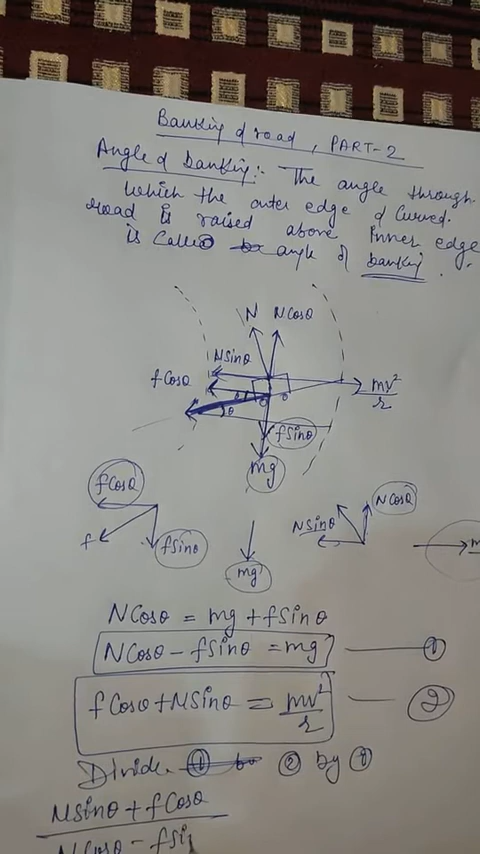 Banking of road, PART-2
Angle of banking:- The angle through
which the outer edge of curved.
road is raised above inner edge
is called angle of banking.
N NCosθ
NSinθ
fCosθ
mv²/r
θ θ θ
θ
fSinθ
mg
fCosθ
NCosθ
NSinθ
f
fSinθ
m
mg
NCosθ = mg + fSinθ
NCosθ - fSinθ = mg ①
fCosθ + NSinθ = mv²/r ②
Divide ② by ①
NSinθ + fCosθ
NCosθ - fSi